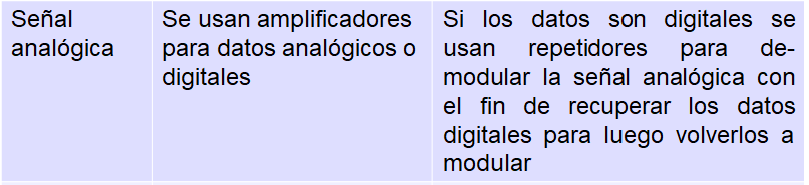 Señal
analógica
Se usan amplificadores
para datos analógicos o
digitales
Si los datos son digitales se
usan repetidores para de-
modular la señal analógica con
el fin de recuperar los datos
digitales para luego volverlos a
modular